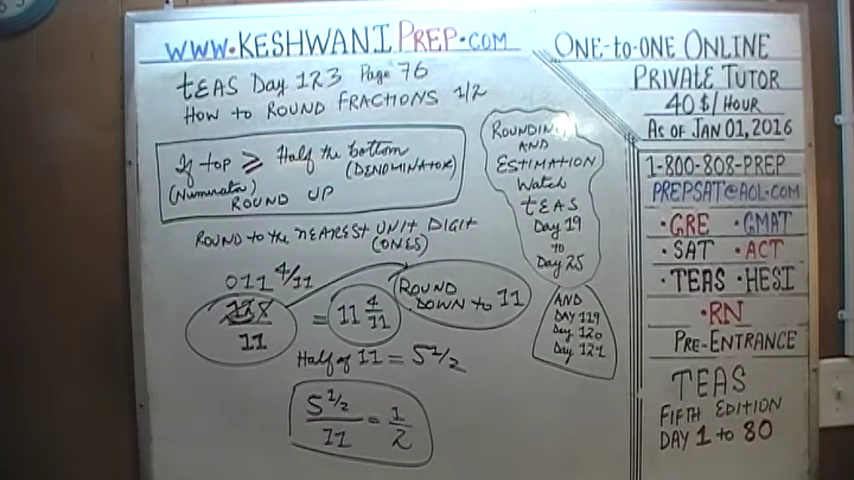 WWW.KESHWANIPREP.COM
TEAS Day 123 Page 76
HOW TO ROUND FRACTIONS 1/2
If top ≥ Half the bottom
(Numerator) (DENOMINATOR)
ROUND UP
ROUND TO THE NEAREST UNIT DIGIT
(ONES)
011 4/11
11
= 11 4/11
ROUND
DOWN to 11
Half of 11 = 5 1/2
5 1/2 / 11 = 1/2
ROUNDING
AND
ESTIMATION
Watch
TEAS
Day 19
to
Day 25
AND
DAY 119
Day 120
Day 121
ONE-to-ONE ONLINE
PRIVATE TUTOR
40 $/HOUR
AS OF JAN 01, 2016
1-800-808-PREP
PREPSAT@AOL.COM
•GRE •GMAT
•SAT •ACT
•TEAS •HESI
•RN
PRE-ENTRANCE
TEAS
FIFTH EDITION
DAY 1 to 80